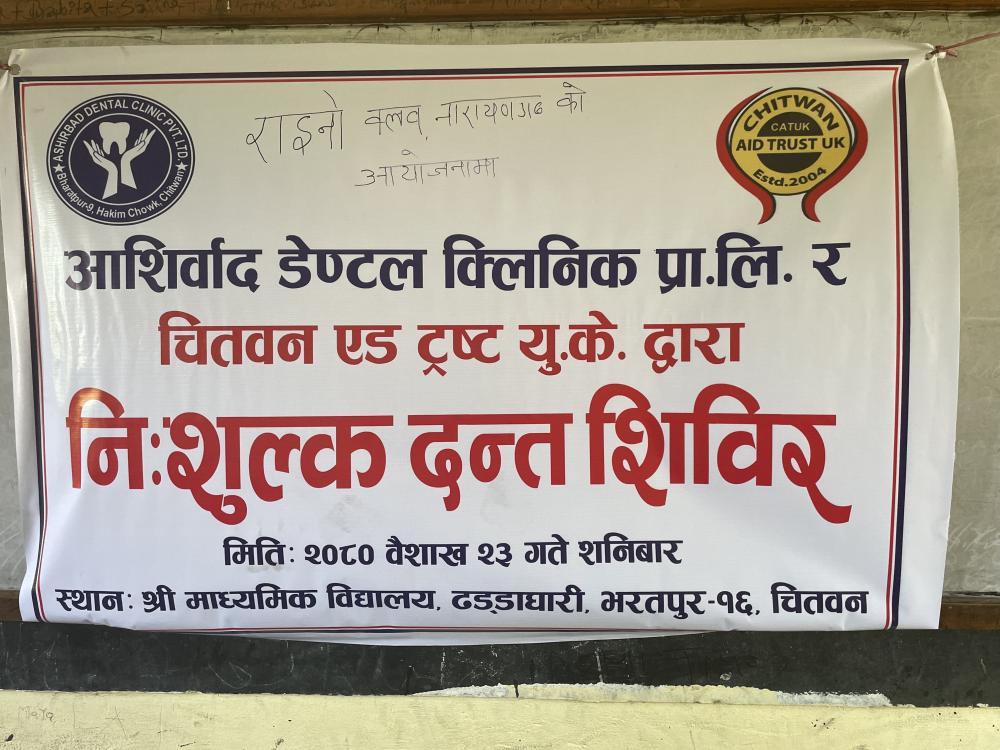 ASHIRBAD DENTAL CLINIC PVT.LTD.
Bharatpur-9, Hakim Chowk, Chitwan
राइनो क्लव, नारायणगढ को
आयोजनामा
CHITWAN
CATUK
AID TRUST UK
Estd.2004
आशिर्वाद डेण्टल क्लिनिक प्रा.लि. र
चितवन एड ट्रष्ट यु.के. द्वारा
निःशुल्क दन्त शिविर
मितिः २०८० वैशाख २३ गते शनिबार
स्थानः श्री माध्यमिक विद्यालय, ढड्डाघारी, भरतपुर-१६, चितवन